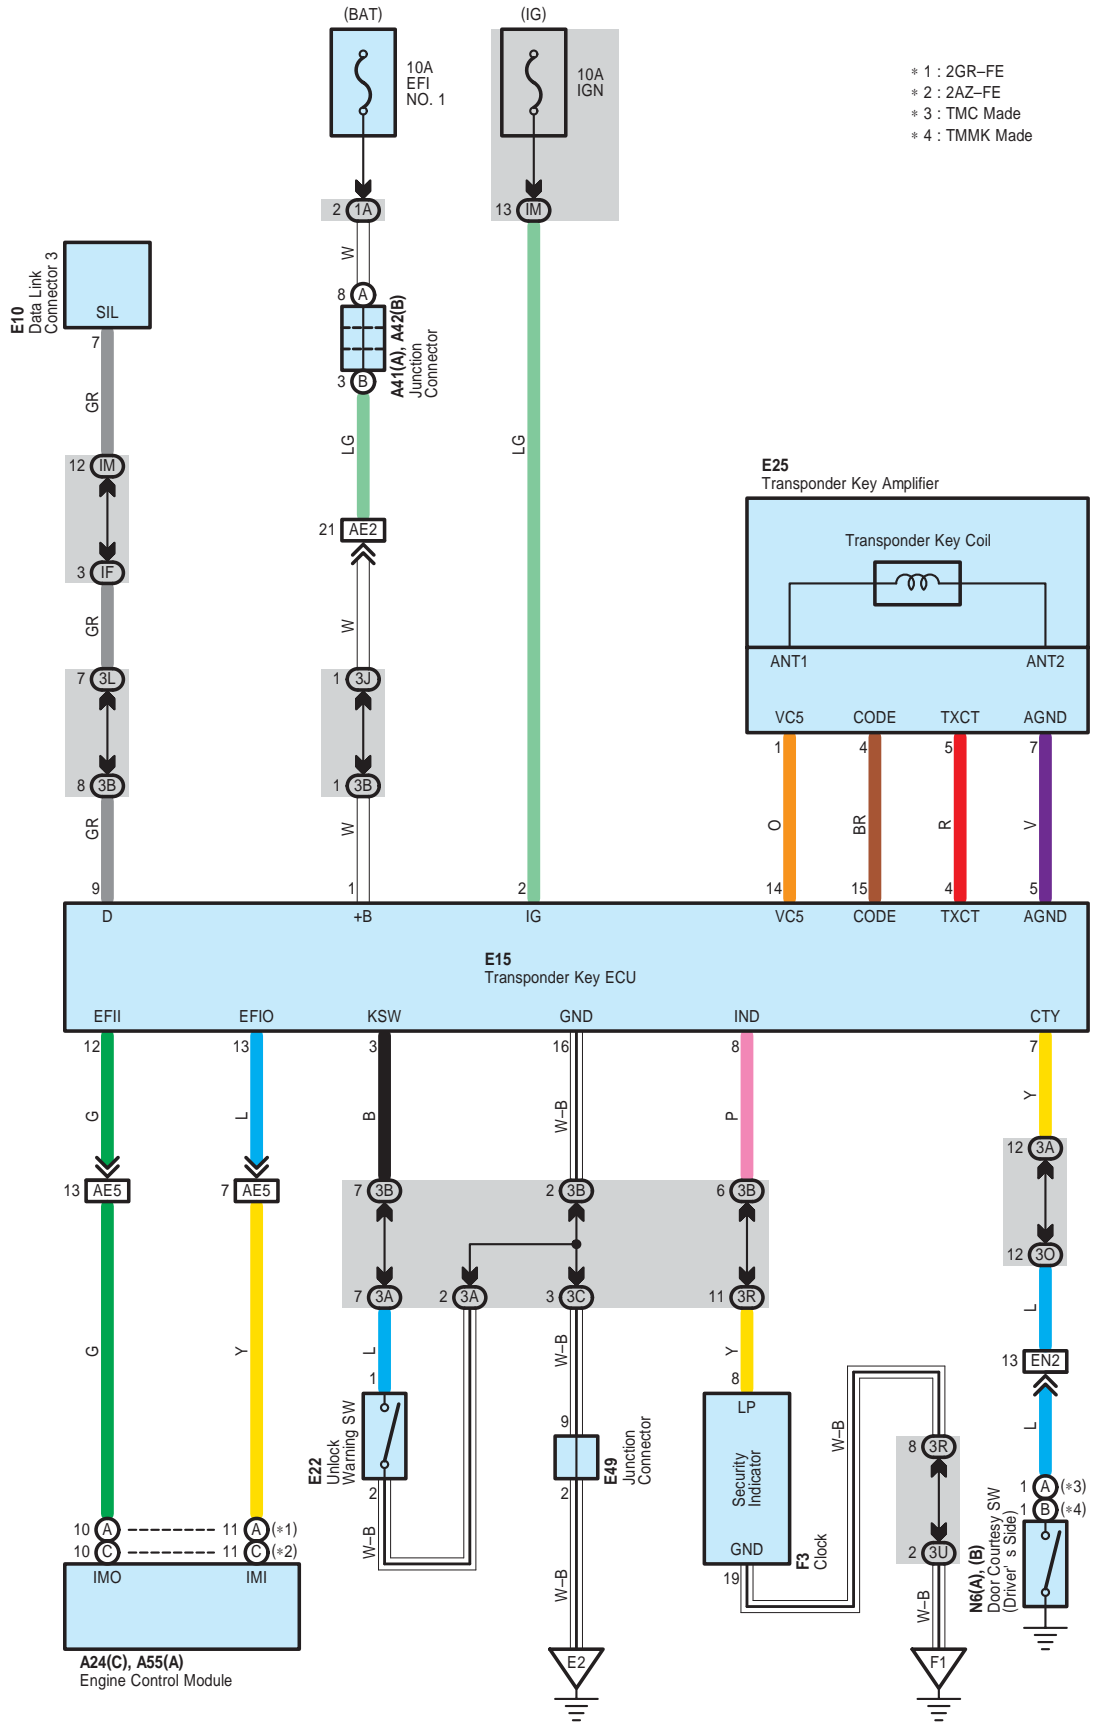 (BAT)
(IG)
10A
EFI
NO. 1
10A
IGN
* 1 : 2GR–FE
* 2 : 2AZ–FE
* 3 : TMC Made
* 4 : TMMK Made
2 1A
13 IM
W
8 A
A41(A), A42(B)
Junction
Connector
3 B
E10
Data Link
Connector 3
SIL
7
GR
LG
LG
12 IM
21 AE2
3 IF
GR
W
7 3L
1 3J
8 3B
1 3B
GR
W
E25
Transponder Key Amplifier
Transponder Key Coil
ANT1
ANT2
VC5 CODE TXCT AGND
1 4 5 7
O BR R V
9 1 2 14 15 4 5
D +B IG VC5 CODE TXCT AGND
E15
Transponder Key ECU
EFII EFIO KSW GND IND CTY
12 13 3 16 8 7
G L B W–B P Y
12 3A
13 AE5
7 AE5
7 3B
2 3B
6 3B
12 3O
7 3A
2 3A
3 3C
11 3R
G Y L W–B Y L
13 EN2
1
E22
Unlock
Warning SW
2
W–B
9
E49
Junction
Connector
2
W–B
8
LP
Security
Indicator
GND
F3
Clock
19
W–B
8 3R
2 3U
W–B
L
1 A (*3)
1 B (*4)
N6(A), (B)
Door Courtesy SW
(Driver's Side)
10 A
11 A (*1)
10 C
11 C (*2)
IMO IMI
A24(C), A55(A)
Engine Control Module
E2
F1